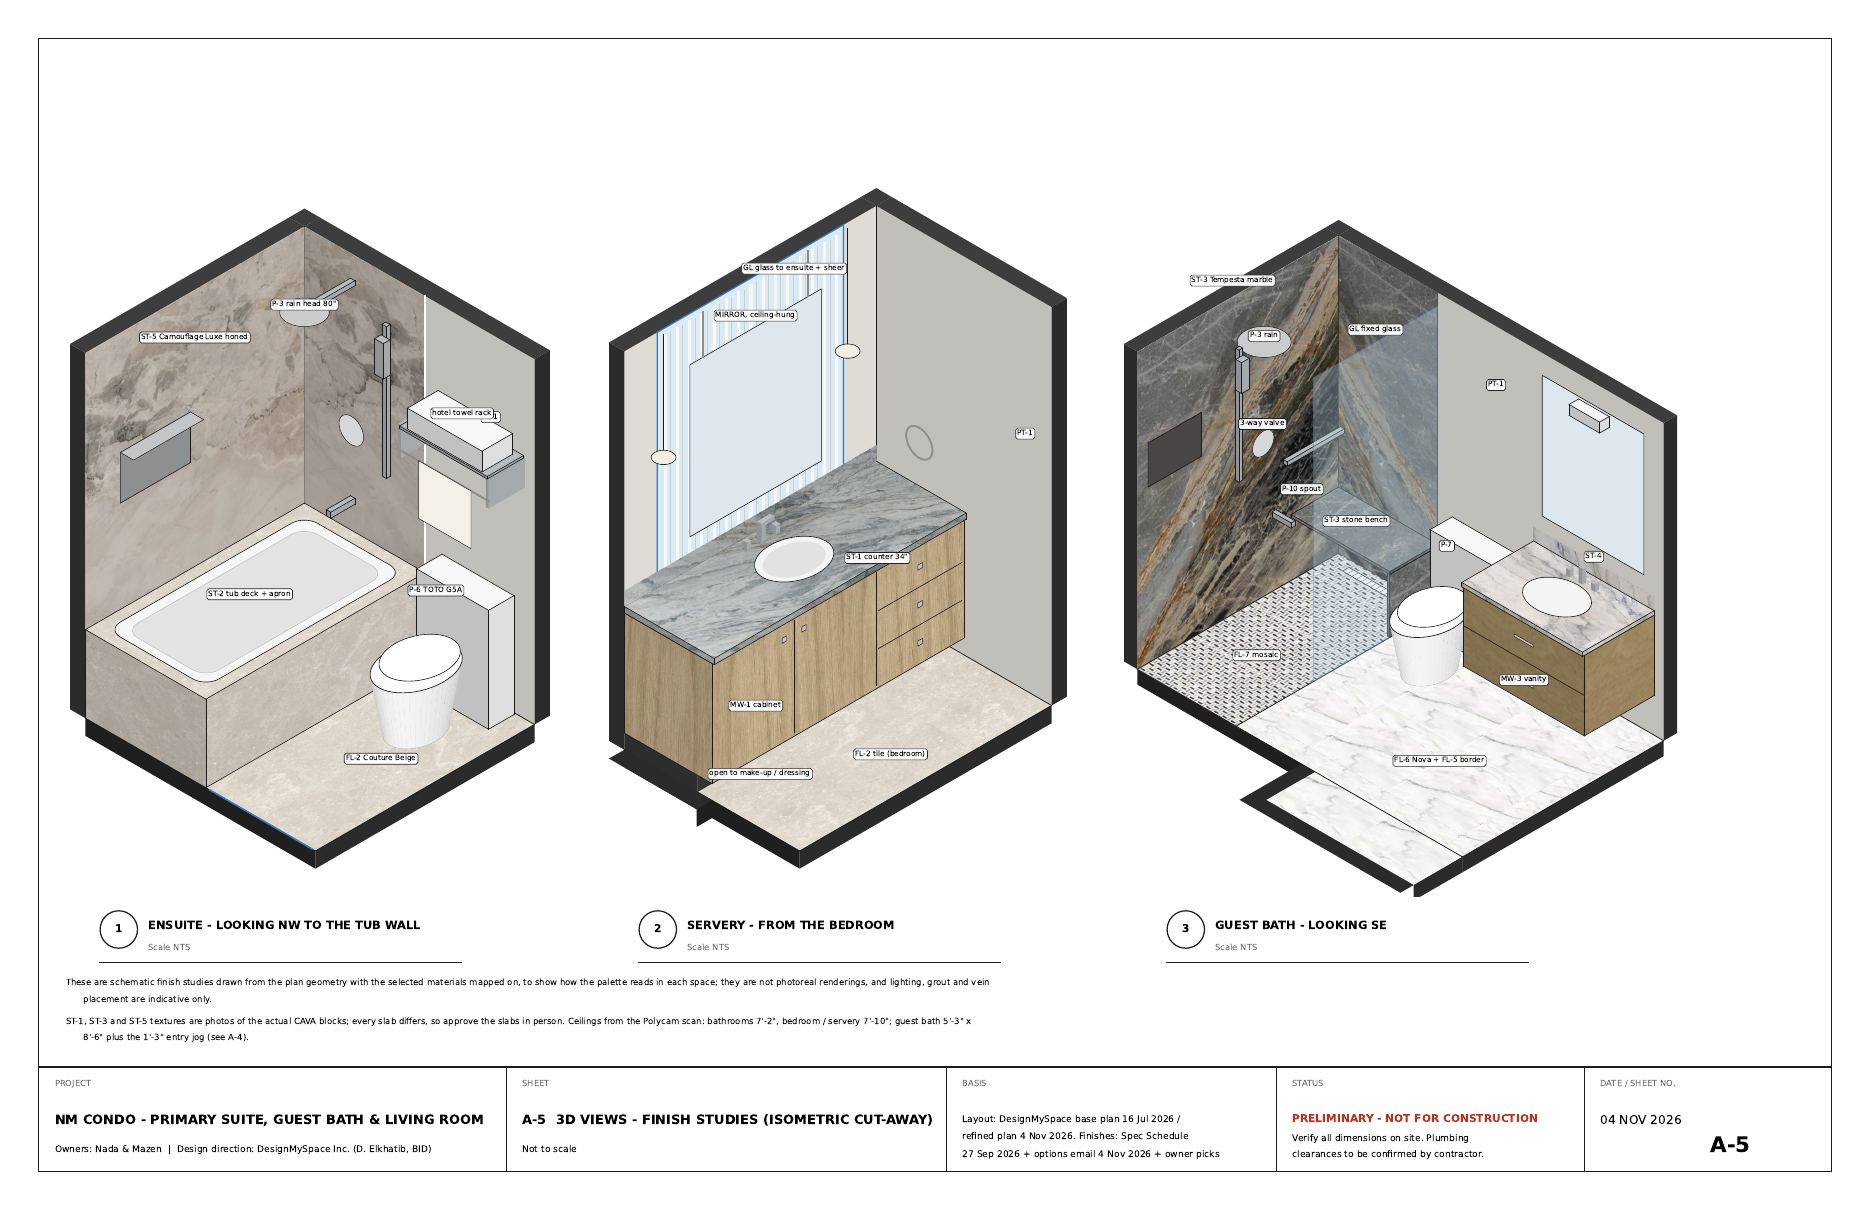 P-3 rain head 80"
ST-5 Camouflage Luxe honed
hotel towel rack
ST-2 tub deck + apron
P-6 TOTO G5A
FL-2 Couture Beige
GL glass to ensuite + sheer
MIRROR, ceiling-hung
PT-1
ST-1 counter 34"
MW-1 cabinet
FL-2 tile (bedroom)
open to make-up / dressing
ST-3 Tempesta marble
GL fixed glass
P-3 rain
PT-1
3-way valve
P-10 spout
ST-3 stone bench
P-7
ST-4
FL-7 mosaic
MW-3 vanity
FL-6 Nova + FL-5 border
1 ENSUITE - LOOKING NW TO THE TUB WALL
Scale NTS
2 SERVERY - FROM THE BEDROOM
Scale NTS
3 GUEST BATH - LOOKING SE
Scale NTS
These are schematic finish studies drawn from the plan geometry with the selected materials mapped on, to show how the palette reads in each space; they are not photoreal renderings, and lighting, grout and vein
placement are indicative only.
ST-1, ST-3 and ST-5 textures are photos of the actual CAVA blocks; every slab differs, so approve the slabs in person. Ceilings from the Polycam scan: bathrooms 7'-2", bedroom / servery 7'-10"; guest bath 5'-3" x
8'-6" plus the 1'-3" entry jog (see A-4).
PROJECT
NM CONDO - PRIMARY SUITE, GUEST BATH & LIVING ROOM
Owners: Nada & Mazen | Design direction: DesignMySpace Inc. (D. Elkhatib, BID)
SHEET
A-5 3D VIEWS - FINISH STUDIES (ISOMETRIC CUT-AWAY)
Not to scale
BASIS
Layout: DesignMySpace base plan 16 Jul 2026 /
refined plan 4 Nov 2026. Finishes: Spec Schedule
27 Sep 2026 + options email 4 Nov 2026 + owner picks
STATUS
PRELIMINARY - NOT FOR CONSTRUCTION
Verify all dimensions on site. Plumbing
clearances to be confirmed by contractor.
DATE / SHEET NO.
04 NOV 2026
A-5